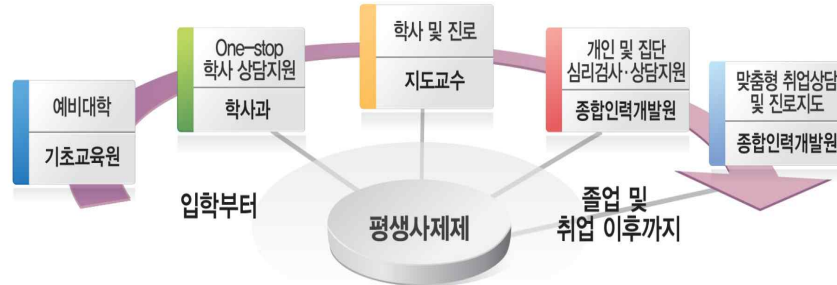 예비대학
기초교육원
One-stop
학사 상담지원
학사과
학사 및 진로
지도교수
개인 및 집단
심리검사·상담지원
종합인력개발원
맞춤형 취업상담
및 진로지도
종합인력개발원
입학부터
평생사제제
졸업 및
취업 이후까지